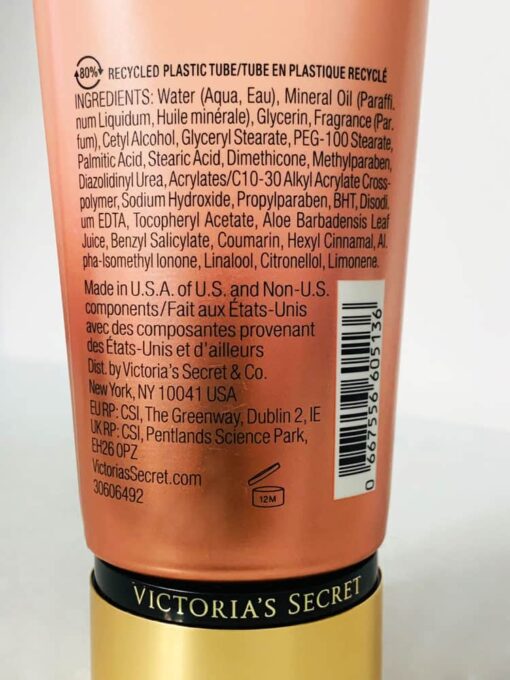 80% RECYCLED PLASTIC TUBE/TUBE EN PLASTIQUE RECYCLÉ
INGREDIENTS: Water (Aqua, Eau), Mineral Oil (Paraffi-
num Liquidum, Huile minérale), Glycerin, Fragrance (Par-
fum), Cetyl Alcohol, Glyceryl Stearate, PEG-100 Stearate,
Palmitic Acid, Stearic Acid, Dimethicone, Methylparaben,
Diazolidinyl Urea, Acrylates/C10-30 Alkyl Acrylate Cross-
polymer, Sodium Hydroxide, Propylparaben, BHT, Disodi-
um EDTA, Tocopheryl Acetate, Aloe Barbadensis Leaf
Juice, Benzyl Salicylate, Coumarin, Hexyl Cinnamal, Al-
pha-Isomethyl Ionone, Linalool, Citronellol, Limonene.
Made in U.S.A. of U.S. and Non-U.S.
components/Fait aux États-Unis
avec des composantes provenant
des États-Unis et d'ailleurs
Dist. by Victoria's Secret & Co.
New York, NY 10041 USA
EU RP: CSI, The Greenway, Dublin 2, IE
UK RP: CSI, Pentlands Science Park,
EH26 0PZ
VictoriasSecret.com
30606492
12M
0 667556 605136
VICTORIA'S SECRET